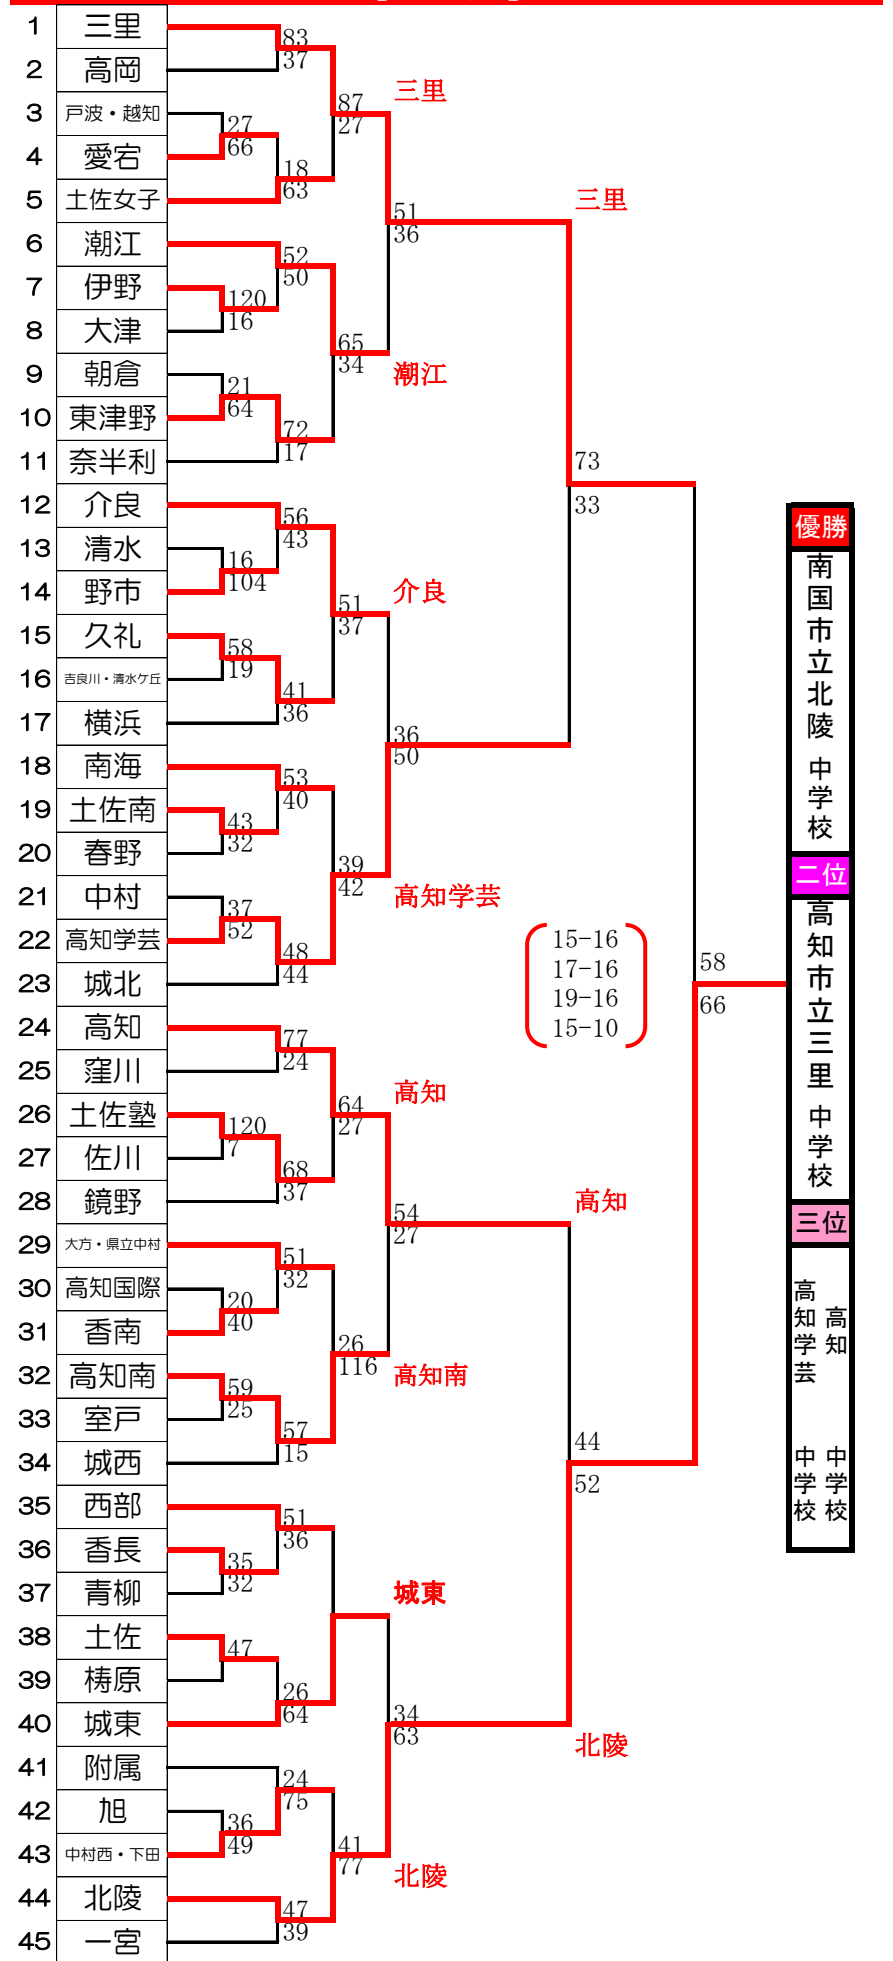 1 三里
2 高岡
3 戸波・越知
4 愛宕
5 土佐女子
6 潮江
7 伊野
8 大津
9 朝倉
10 東津野
11 奈半利
12 介良
13 清水
14 野市
15 久礼
16 吉良川・清水ケ丘
17 横浜
18 南海
19 土佐南
20 春野
21 中村
22 高知学芸
23 城北
24 高知
25 窪川
26 土佐塾
27 佐川
28 鏡野
29 大方・県立中村
30 高知国際
31 香南
32 高知南
33 室戸
34 城西
35 西部
36 香長
37 青柳
38 土佐
39 梼原
40 城東
41 附属
42 旭
43 中村西・下田
44 北陵
45 一宮
27
66
120
16
21
64
16
104
58
19
43
32
37
52
120
7
20
40
59
25
35
32
47
36
49
83
37
18
63
52
50
72
17
56
43
41
36
53
40
48
44
77
24
68
37
51
32
57
15
51
36
26
64
24
75
47
39
87
27
65
34
51
37
39
42
64
27
26
116
41
77
三里
潮江
介良
高知学芸
高知
高知南
城東
北陵
51
36
36
50
54
27
34
63
三里
高知
北陵
73
33
44
52
15-16
17-16
19-16
15-10
58
66
優勝
南国市立北陵 中学校
二位
高知市立三里 中学校
三位
高知 中学校
高知学芸 中学校